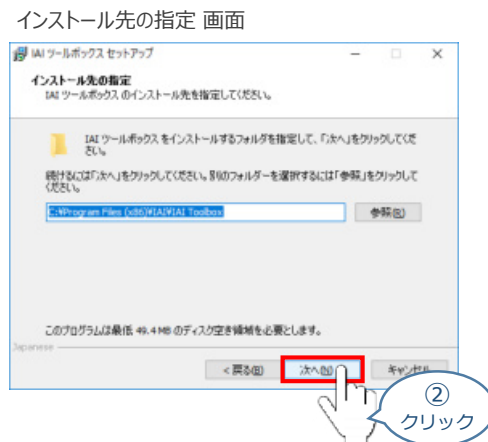 インストール先の指定 画面
IAI ツールボックス セットアップ
インストール先の指定
IAI ツールボックス のインストール先を指定してください。
IAI ツールボックス をインストールするフォルダを指定して、「次へ」をクリックしてくだ
さい。
続けるには「次へ」をクリックしてください。別のフォルダーを選択するには「参照」をクリックして
ください。
C:¥Program Files (x86)¥IAI¥IAI Toolbox
参照(R)
このプログラムは最低 49.4 MB のディスク空き領域を必要とします。
Japanese
< 戻る(B) 次へ(N) キャンセル
②
クリック